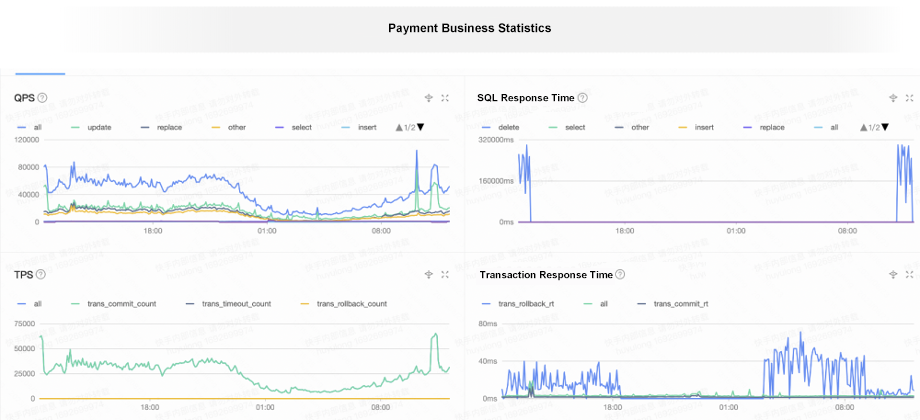 Payment Business Statistics
QPS ?
all update replace other select insert 1/2
120000
80000
40000
0
18:00 01:00 08:00
SQL Response Time ?
delete select other insert replace all 1/2
320000ms
160000ms
0ms
18:00 01:00 08:00
TPS ?
all trans_commit_count trans_timeout_count trans_rollback_count
75000
50000
25000
0
18:00 01:00 08:00
Transaction Response Time ?
trans_rollback_rt all trans_commit_rt
80ms
40ms
0ms
18:00 01:00 08:00